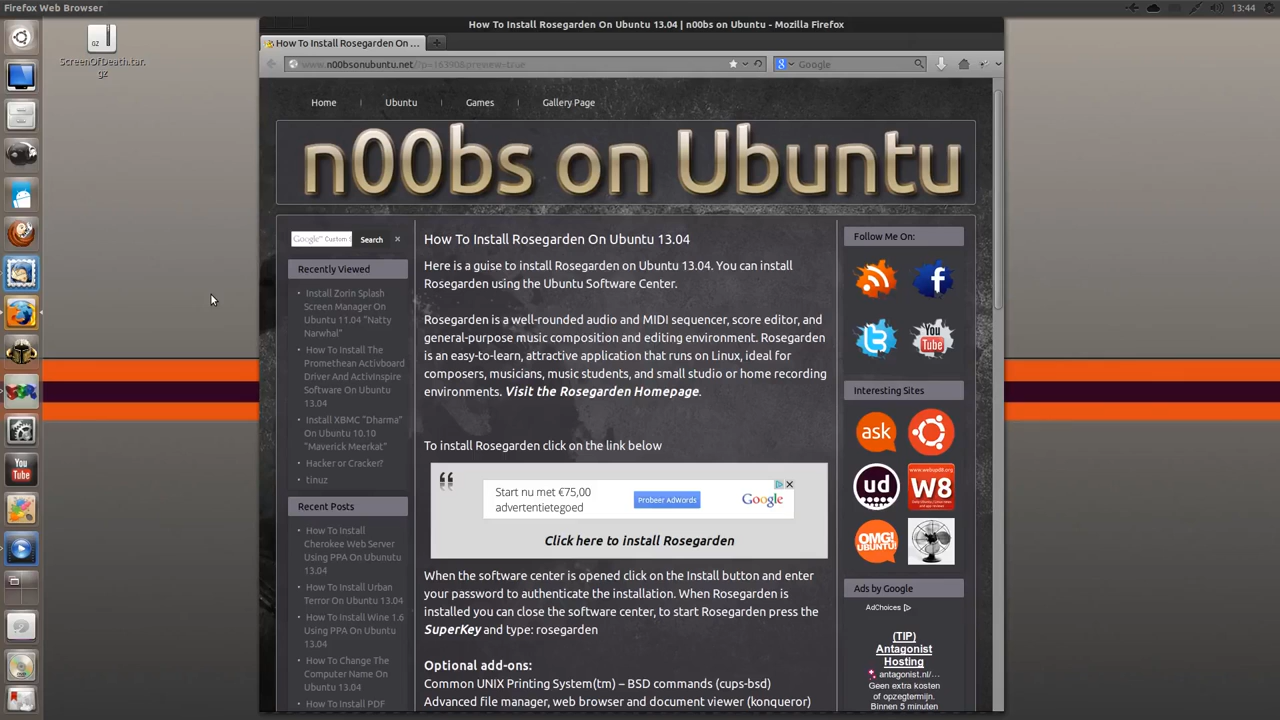 Firefox Web Browser
13:44
How To Install Rosegarden On Ubuntu 13.04 | n00bs on Ubuntu - Mozilla Firefox
GZ
ScreenOfDeath.tar.
gz
How To Install Rosegarden On ...
www.n00bsonubuntu.net/?p=16390&preview=true
Google
Home
Ubuntu
Games
Gallery Page
n00bs on Ubuntu
Google™ Custom S
Search
Recently Viewed
Install Zorin Splash
Screen Manager On
Ubuntu 11.04 "Natty
Narwhal"
How To Install The
Promethean Activboard
Driver And ActivInspire
Software On Ubuntu
13.04
Install XBMC "Dharma"
On Ubuntu 10.10
"Maverick Meerkat"
Hacker or Cracker?
tinuz
Recent Posts
How To Install
Cherokee Web Server
Using PPA On Ubunutu
13.04
How To Install Urban
Terror On Ubuntu 13.04
How To Install Wine 1.6
Using PPA On Ubuntu
13.04
How To Change The
Computer Name On
Ubuntu 13.04
How To Install PDF
How To Install Rosegarden On Ubuntu 13.04
Here is a guise to install Rosegarden on Ubuntu 13.04. You can install
Rosegarden using the Ubuntu Software Center.
Rosegarden is a well-rounded audio and MIDI sequencer, score editor, and
general-purpose music composition and editing environment. Rosegarden
is an easy-to-learn, attractive application that runs on Linux, ideal for
composers, musicians, music students, and small studio or home recording
environments. Visit the Rosegarden Homepage.
To install Rosegarden click on the link below
Start nu met €75,00
advertentietegoed
Probeer AdWords
Google
Click here to install Rosegarden
When the software center is opened click on the Install button and enter
your password to authenticate the installation. When Rosegarden is
installed you can close the software center, to start Rosegarden press the
SuperKey and type: rosegarden
Optional add-ons:
Common UNIX Printing System(tm) – BSD commands (cups-bsd)
Advanced file manager, web browser and document viewer (konqueror)
Follow Me On:
You
Tube
Interesting Sites
ask
ud
www.webupd8.org
W8
OMG!
UBUNTU!
Ads by Google
AdChoices
(TIP)
Antagonist
Hosting
antagonist.nl/...
Geen extra kosten
of opzegtermijn.
Binnen 5 minuten
You
Tube